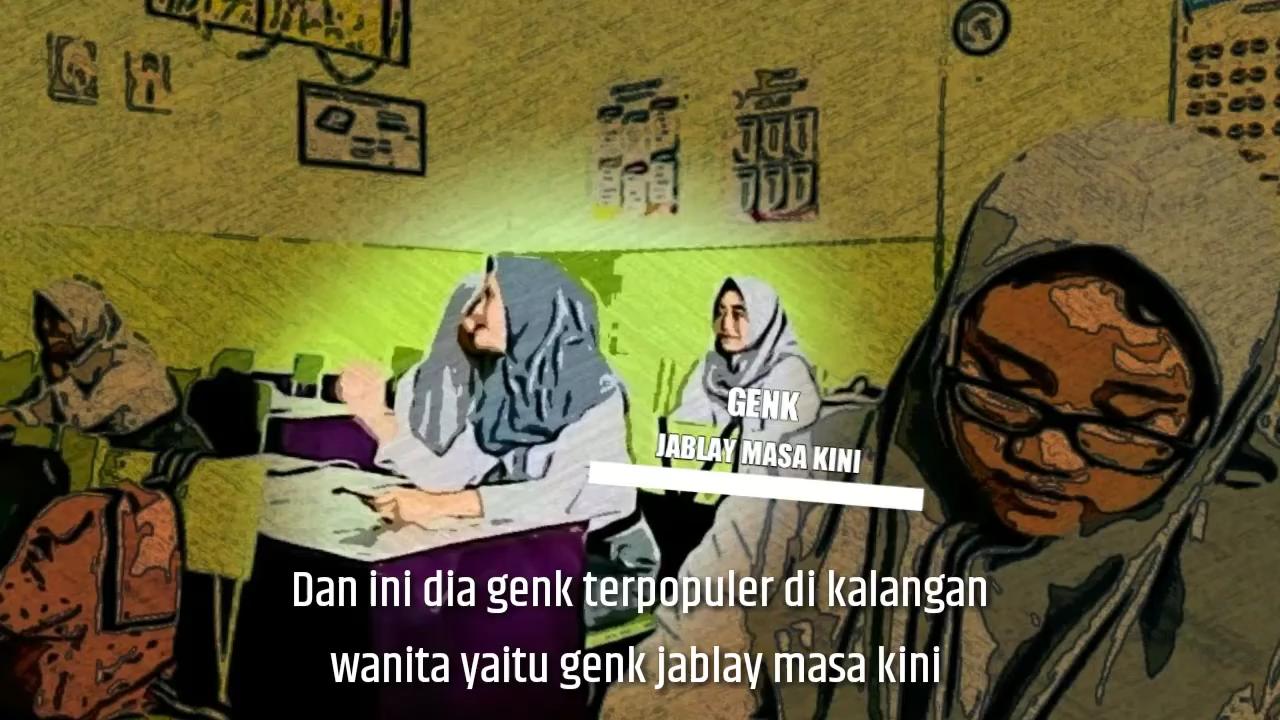 GENK
JABLAY MASA KINI
Dan ini dia genk terpopuler di kalangan
wanita yaitu genk jablay masa kini